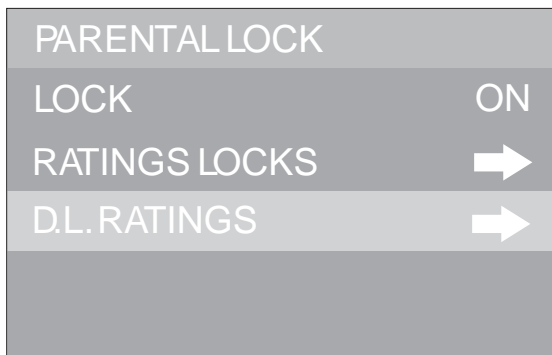 PARENTAL LOCK
LOCK ON
RATINGS LOCKS
D.L. RATINGS